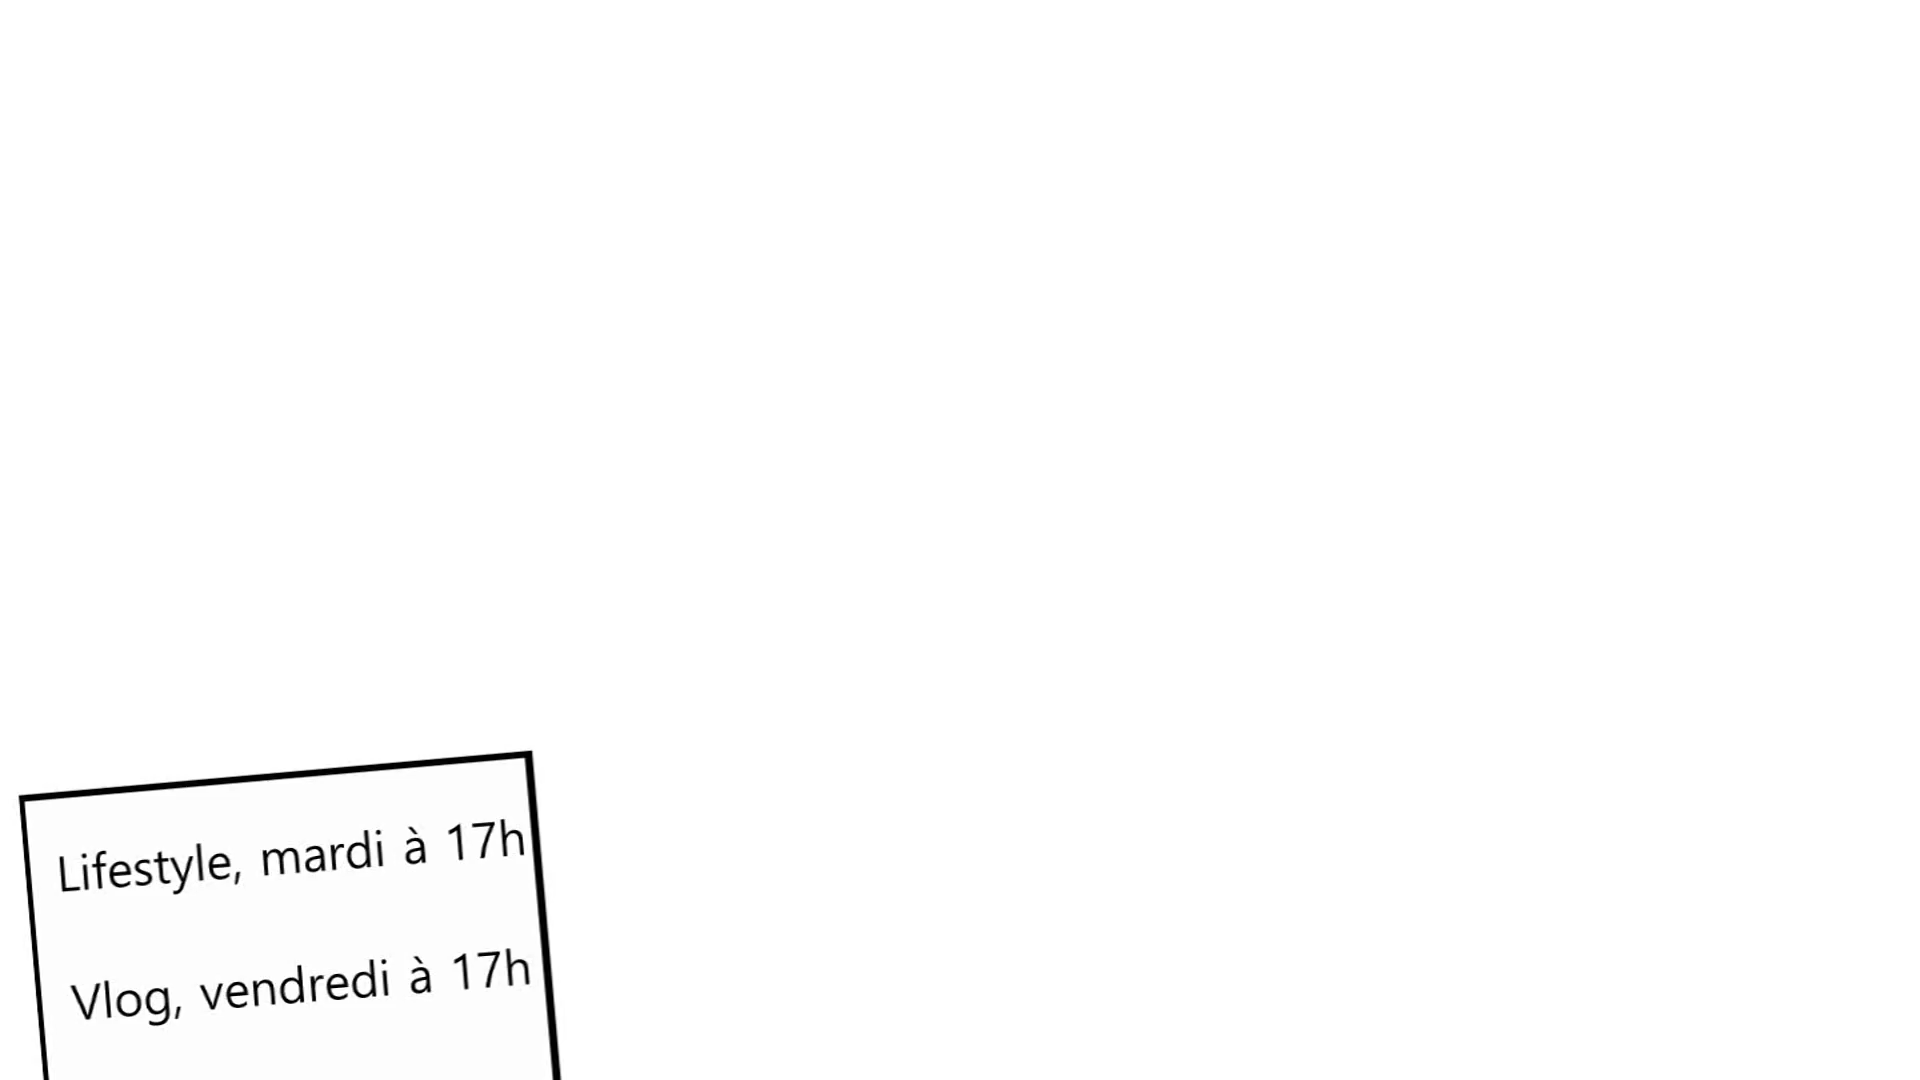 Lifestyle, mardi à 17h
Vlog, vendredi à 17h